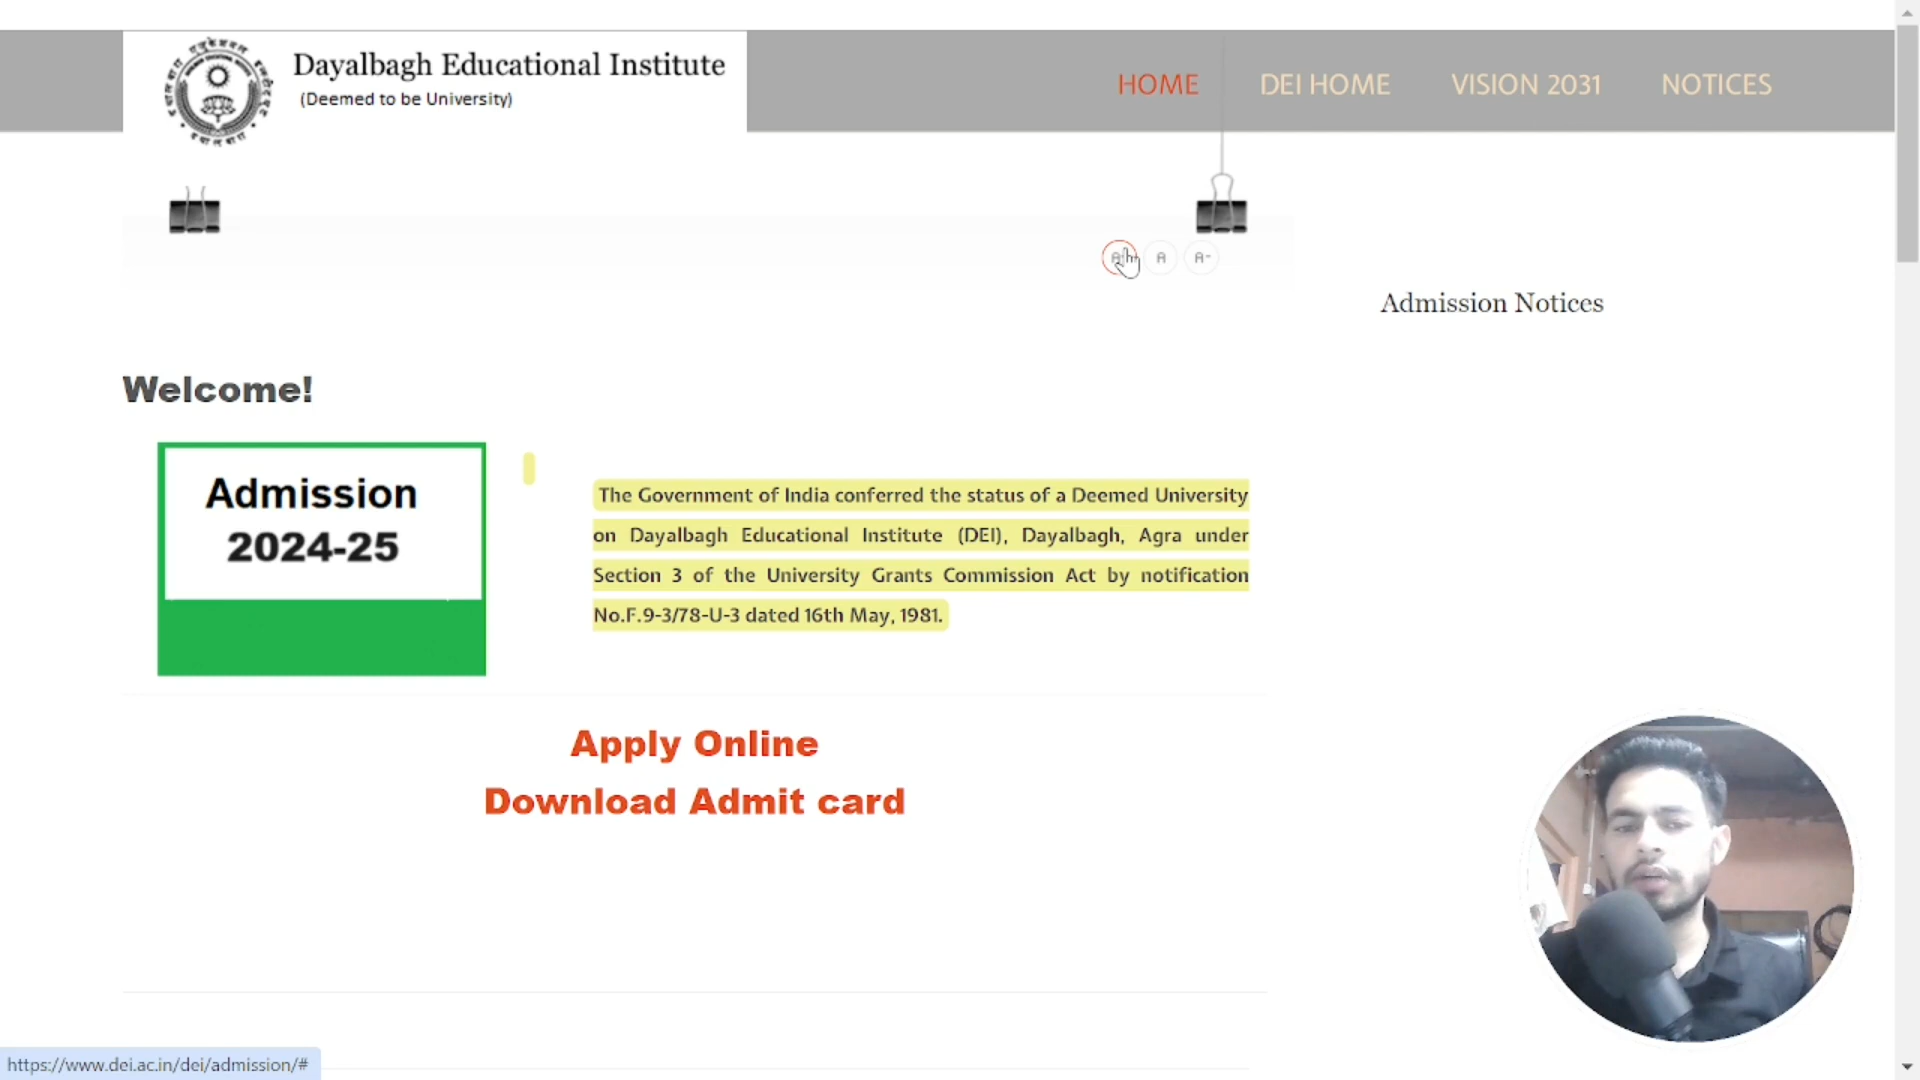 Dayalbagh Educational Institute
(Deemed to be University)
HOME
DEI HOME
VISION 2031
NOTICES
A
A-
Admission Notices
Welcome!
Admission
2024-25
The Government of India conferred the status of a Deemed University
on Dayalbagh Educational Institute (DEI), Dayalbagh, Agra under
Section 3 of the University Grants Commission Act by notification
No.F.9-3/78-U-3 dated 16th May, 1981.
Apply Online
Download Admit card
https://www.dei.ac.in/dei/admission/#